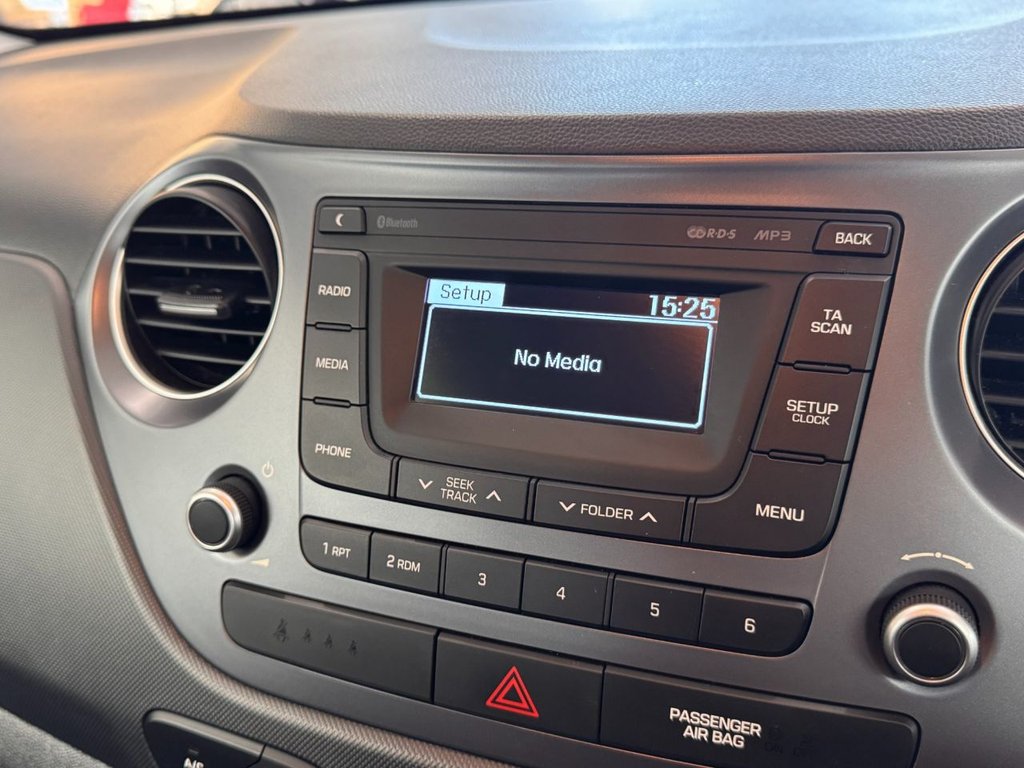 Bluetooth
R·D·S
MP3
BACK
RADIO
Setup
15:25
TA
SCAN
No Media
MEDIA
SETUP
CLOCK
PHONE
SEEK
TRACK
FOLDER
MENU
1 RPT
2 RDM
3
4
5
6
PASSENGER
AIR BAG